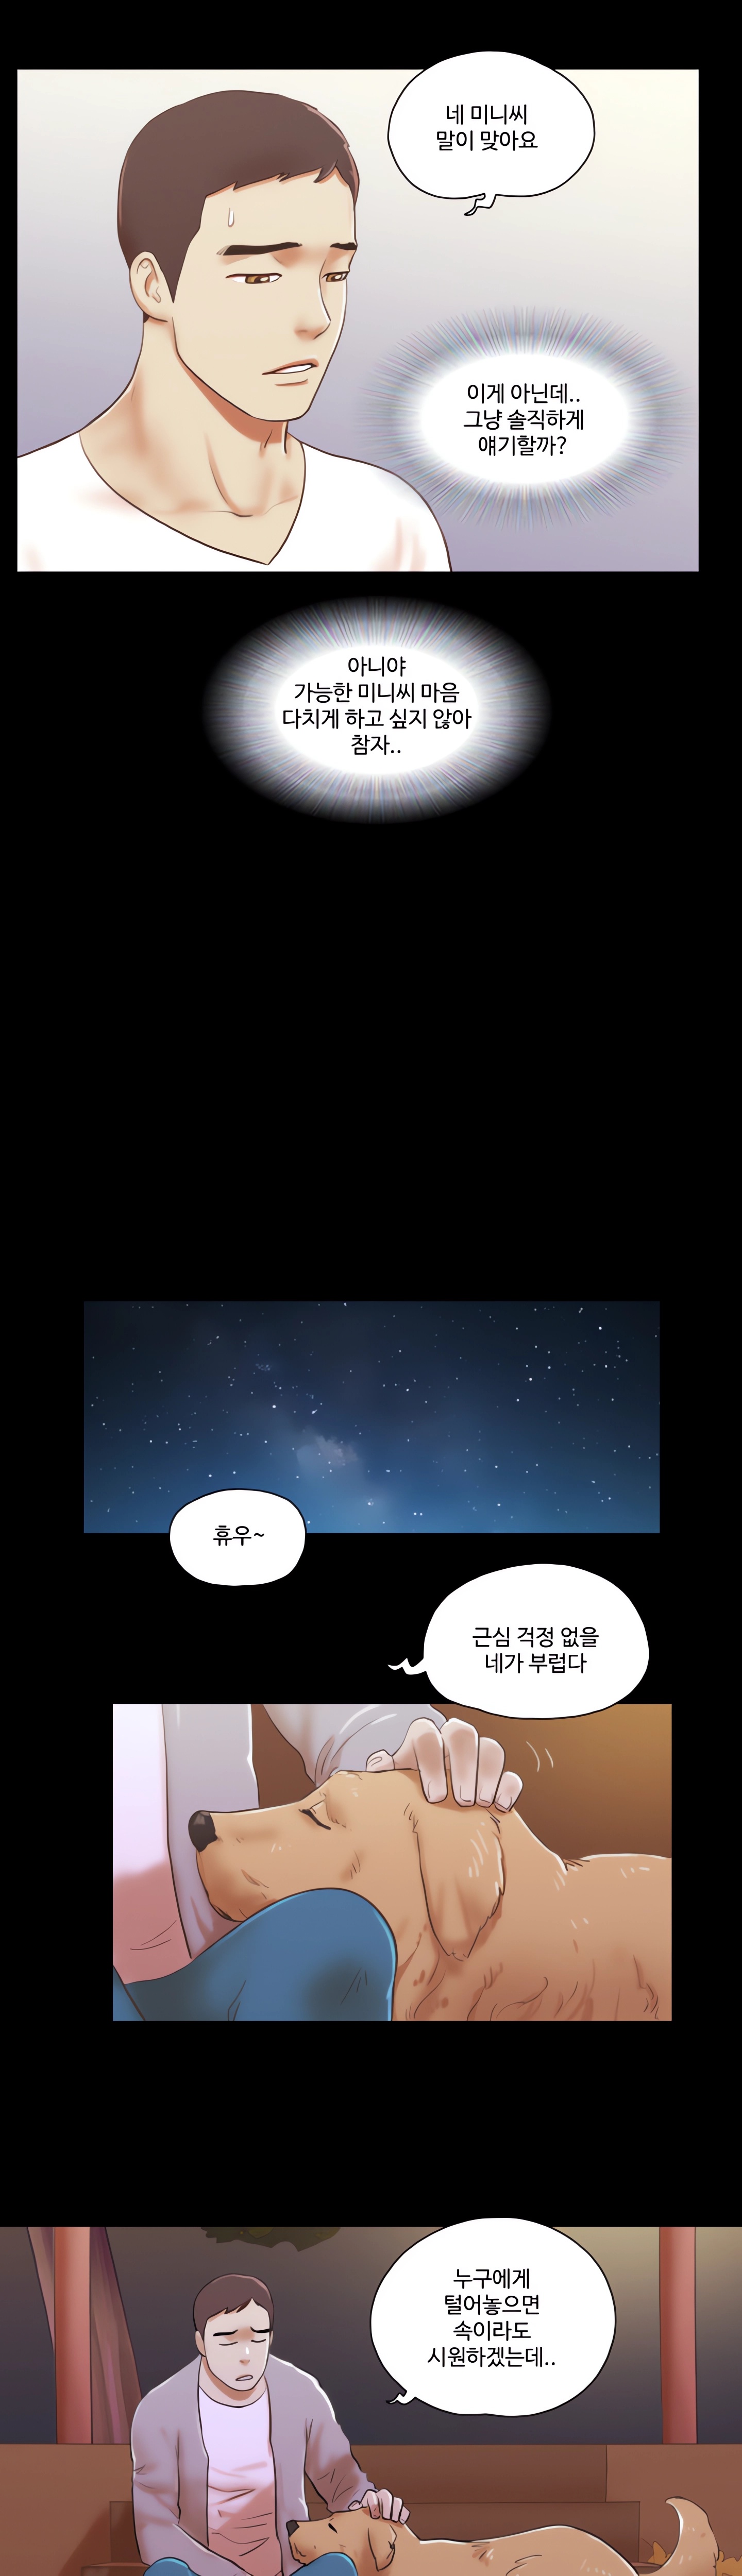 네 미니씨
말이 맞아요
이게 아닌데..
그냥 솔직하게
얘기할까?
아니야
가능한 미니씨 마음
다치게 하고 싶지 않아
참자..
휴우~
근심 걱정 없을
네가 부럽다
누구에게
털어놓으면
속이라도
시원하겠는데..